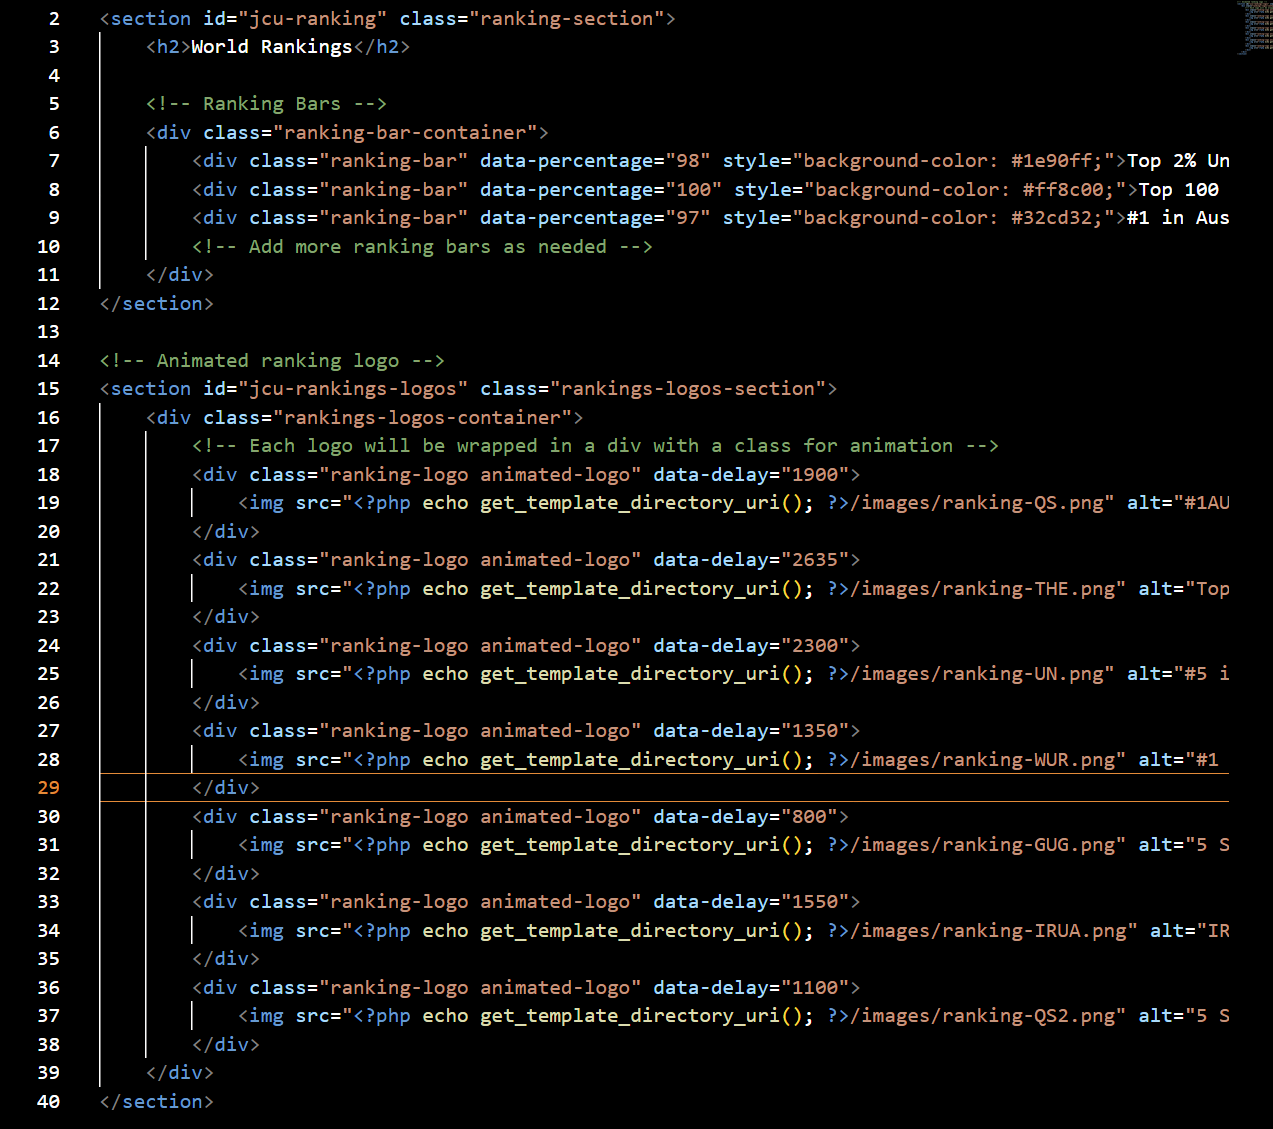 2 <section id="jcu-ranking" class="ranking-section">
3 <h2>World Rankings</h2>
4
5 <!-- Ranking Bars -->
6 <div class="ranking-bar-container">
7 <div class="ranking-bar" data-percentage="98" style="background-color: #1e90ff;">Top 2% Un
8 <div class="ranking-bar" data-percentage="100" style="background-color: #ff8c00;">Top 100
9 <div class="ranking-bar" data-percentage="97" style="background-color: #32cd32;">#1 in Aus
10 <!-- Add more ranking bars as needed -->
11 </div>
12 </section>
13
14 <!-- Animated ranking logo -->
15 <section id="jcu-rankings-logos" class="rankings-logos-section">
16 <div class="rankings-logos-container">
17 <!-- Each logo will be wrapped in a div with a class for animation -->
18 <div class="ranking-logo animated-logo" data-delay="1900">
19 <img src="<?php echo get_template_directory_uri(); ?>/images/ranking-QS.png" alt="#1AU
20 </div>
21 <div class="ranking-logo animated-logo" data-delay="2635">
22 <img src="<?php echo get_template_directory_uri(); ?>/images/ranking-THE.png" alt="Top
23 </div>
24 <div class="ranking-logo animated-logo" data-delay="2300">
25 <img src="<?php echo get_template_directory_uri(); ?>/images/ranking-UN.png" alt="#5 i
26 </div>
27 <div class="ranking-logo animated-logo" data-delay="1350">
28 <img src="<?php echo get_template_directory_uri(); ?>/images/ranking-WUR.png" alt="#1
29 </div>
30 <div class="ranking-logo animated-logo" data-delay="800">
31 <img src="<?php echo get_template_directory_uri(); ?>/images/ranking-GUG.png" alt="5 S
32 </div>
33 <div class="ranking-logo animated-logo" data-delay="1550">
34 <img src="<?php echo get_template_directory_uri(); ?>/images/ranking-IRUA.png" alt="IR
35 </div>
36 <div class="ranking-logo animated-logo" data-delay="1100">
37 <img src="<?php echo get_template_directory_uri(); ?>/images/ranking-QS2.png" alt="5 S
38 </div>
39 </div>
40 </section>